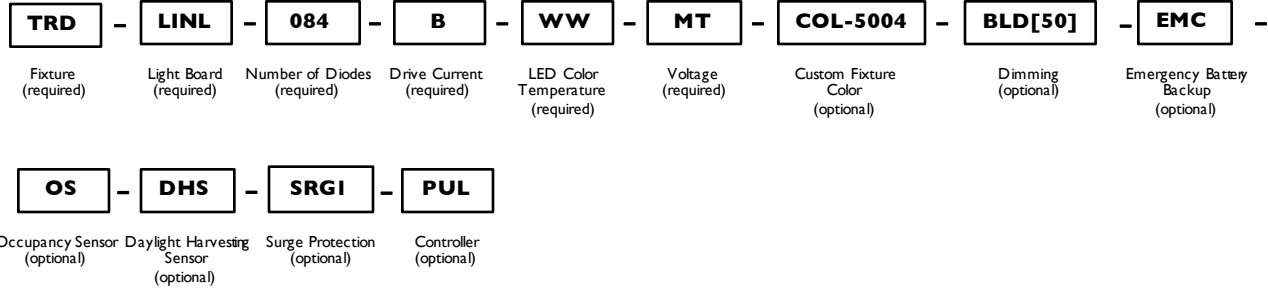 TRD – LINL – 084 – B – WW – MT – COL-5004 – BLD[50] – EMC –
Fixture (required)
Light Board (required)
Number of Diodes (required)
Drive Current (required)
LED Color Temperature (required)
Voltage (required)
Custom Fixture Color (optional)
Dimming (optional)
Emergency Battery Backup (optional)
OS – DHS – SRGI – PUL
Occupancy Sensor (optional)
Daylight Harvesting Sensor (optional)
Surge Protection (optional)
Controller (optional)